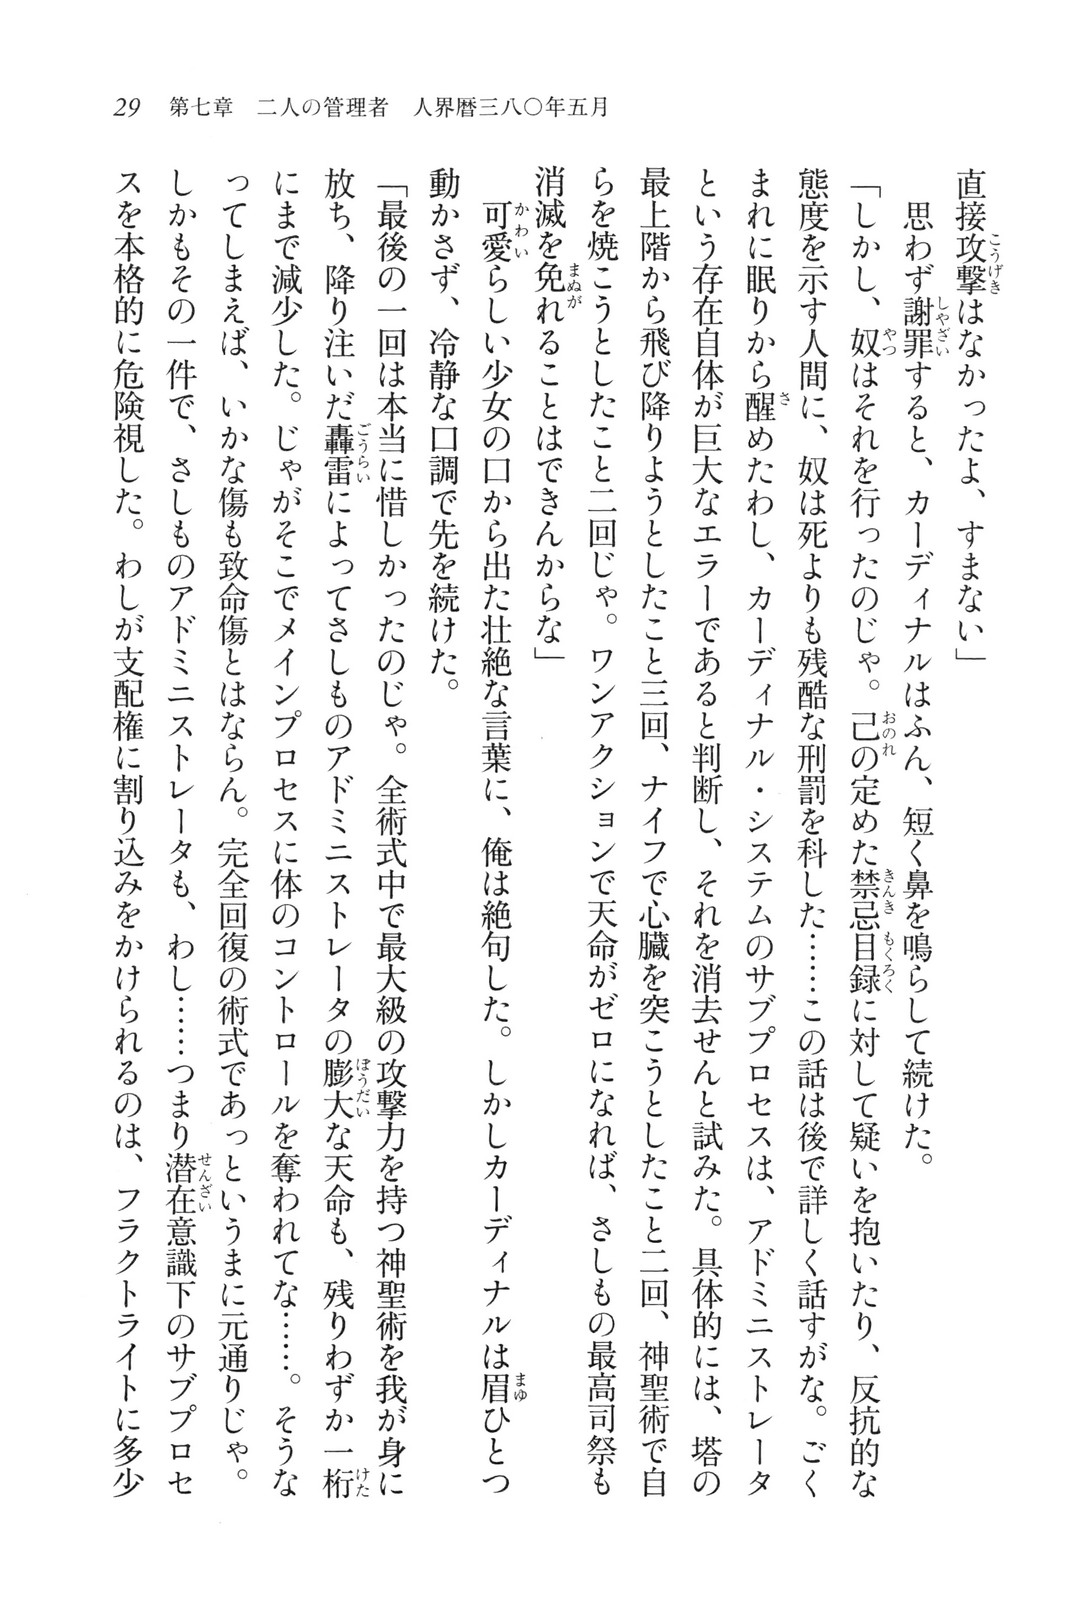 29　第七章　二人の管理者　人界暦三八〇年五月
直接攻撃はなかったよ、すまない」
　思わず謝罪すると、カーディナルはふん、短く鼻を鳴らして続けた。
「しかし、奴はそれを行ったのじゃ。己の定めた禁忌目録に対して疑いを抱いたり、反抗的な
態度を示す人間に、奴は死よりも残酷な刑罰を科した……この話は後で詳しく話すがな。ごく
まれに眠りから醒めたわし、カーディナル・システムのサブプロセスは、アドミニストレータ
という存在自体が巨大なエラーであると判断し、それを消去せんと試みた。具体的には、塔の
最上階から飛び降りようとしたこと三回、ナイフで心臓を突こうとしたこと二回、神聖術で自
らを焼こうとしたこと二回じゃ。ワンアクションで天命がゼロになれば、さしもの最高司祭も
消滅を免れることはできんからな」
　可愛らしい少女の口から出た壮絶な言葉に、俺は絶句した。しかしカーディナルは眉ひとつ
動かさず、冷静な口調で先を続けた。
「最後の一回は本当に惜しかったのじゃ。全術式中で最大級の攻撃力を持つ神聖術を我が身に
放ち、降り注いだ轟雷によってさしものアドミニストレータの膨大な天命も、残りわずか一桁
にまで減少した。じゃがそこでメインプロセスに体のコントロールを奪われてな……。そうな
ってしまえば、いかな傷も致命傷とはならん。完全回復の術式であっというまに元通りじゃ。
しかもその一件で、さしものアドミニストレータも、わし……つまり潜在意識下のサブプロセ
スを本格的に危険視した。わしが支配権に割り込みをかけられるのは、フラクトライトに多少